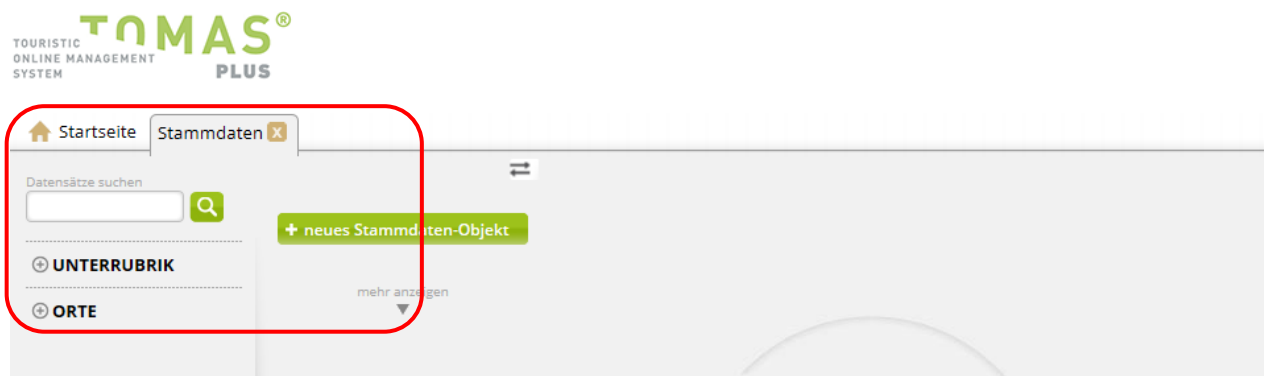 TOURISTIC
ONLINE MANAGEMENT
SYSTEM
TOMAS®
PLUS
Startseite
Stammdaten X
Datensätze suchen
+ neues Stammdaten-Objekt
UNTERRUBRIK
mehr anzeigen
ORTE